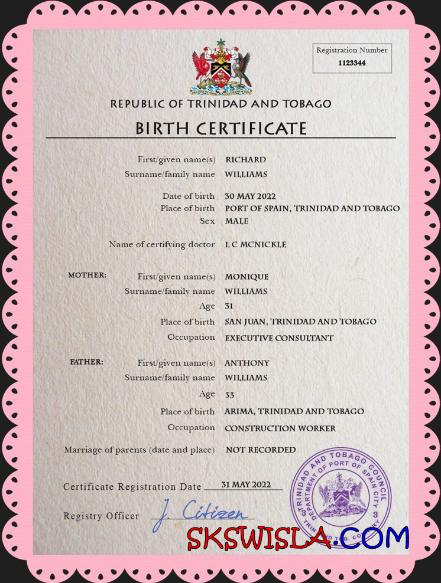 Registration Number
1123344
REPUBLIC OF TRINIDAD AND TOBAGO
BIRTH CERTIFICATE
First/given name(s) RICHARD
Surname/family name WILLIAMS
Date of birth 30 MAY 2022
Place of birth PORT OF SPAIN, TRINIDAD AND TOBAGO
Sex MALE
Name of certifying doctor L C MCNICKLE
MOTHER: First/given name(s) MONIQUE
Surname/family name WILLIAMS
Age 31
Place of birth SAN JUAN, TRINIDAD AND TOBAGO
Occupation EXECUTIVE CONSULTANT
FATHER: First/given name(s) ANTHONY
Surname/family name WILLIAMS
Age 33
Place of birth ARIMA, TRINIDAD AND TOBAGO
Occupation CONSTRUCTION WORKER
Marriage of parents (date and place) NOT RECORDED
Certificate Registration Date 31 MAY 2022
Registry Officer J Citizen
TRINIDAD AND TOBAGO COUNCIL
DEPARTMENT OF PORT OF SPAIN CITY
SKSWISLA.COM